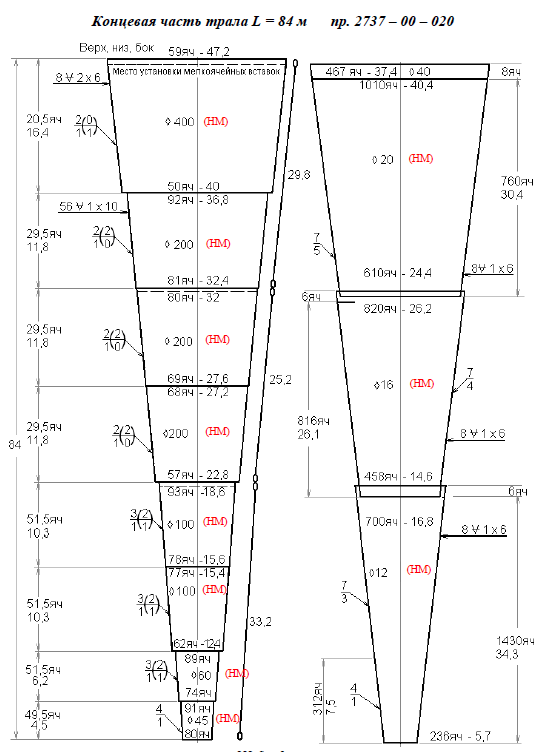 Концевая часть трала L = 84 м пр. 2737 – 00 – 020
Верх, низ, бок
59яч - 47,2
Место установки мелкоячейных вставок
8 ∀ 2 x 6
20,5яч
16,4
2(0
1(1)
◊ 400 (НМ)
29,8
50яч - 40
92яч - 36,8
56 ∀ 1 x 10
29,5яч
11,8
2(2
1(0)
◊ 200 (НМ)
81яч - 32,4
80яч - 32
29,5яч
11,8
2(2
1(0)
◊ 200 (НМ)
25,2
69яч - 27,6
68яч - 27,2
84
29,5яч
11,8
2(2
1(0)
◊200 (НМ)
57яч - 22,8
93яч -18,6
51,5яч
10,3
3(2
1(1)
◊ 100 (НМ)
78яч -15,6
77яч -15,4
51,5яч
10,3
3(2
1(1)
◊ 100 (НМ)
33,2
62яч -12,4
89яч
51,5яч
6,2
3(2
1(1)
◊60 (НМ)
74яч
91яч
49,5яч
4,5
4
1
◊ 45 (НМ)
80яч
467 яч - 37,4 ◊ 40
8яч
1010яч - 40,4
◊ 20 (НМ)
760яч
30,4
7
5
610яч - 24,4
8 ∀ 1 x 6
6яч
820яч - 26,2
◊16 (НМ)
7
4
816яч
26,1
8 ∀ 1 x 6
458яч - 14,6
6яч
700яч - 16,8
8 ∀ 1 x 6
◊12 (НМ)
7
3
1430яч
34,3
312яч
7,5
4
1
236яч - 5,7